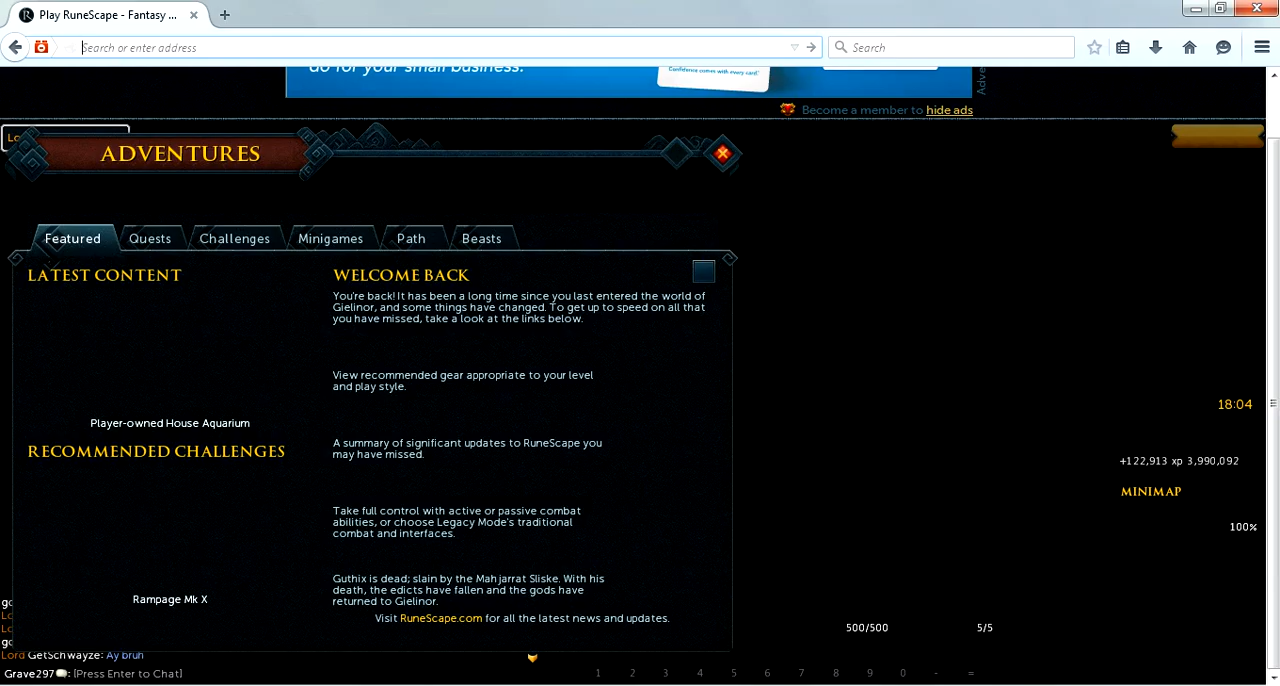 Play RuneScape - Fantasy ...
Search or enter address
Search
do for your small business.
Confidence comes with every card.
Become a member to hide ads
ADVENTURES
Featured
Quests
Challenges
Minigames
Path
Beasts
LATEST CONTENT
Player-owned House Aquarium
RECOMMENDED CHALLENGES
Rampage Mk X
WELCOME BACK
You're back! It has been a long time since you last entered the world of
Gielinor, and some things have changed. To get up to speed on all that
you have missed, take a look at the links below.
View recommended gear appropriate to your level
and play style.
A summary of significant updates to RuneScape you
may have missed.
Take full control with active or passive combat
abilities, or choose Legacy Mode's traditional
combat and interfaces.
Guthix is dead; slain by the Mahjarrat Sliske. With his
death, the edicts have fallen and the gods have
returned to Gielinor.
Visit RuneScape.com for all the latest news and updates.
18:04
+122,913 xp 3,990,092
MINIMAP
100%
500/500
5/5
Lord GetSchwayze: Ay bruh
Grave297: [Press Enter to Chat]
1 2 3 4 5 6 7 8 9 0 - =